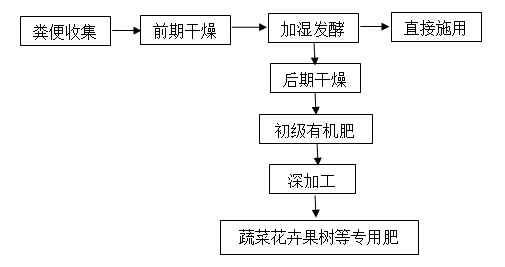 粪便收集
前期干燥
加湿发酵
直接施用
后期干燥
初级有机肥
深加工
蔬菜花卉果树等专用肥